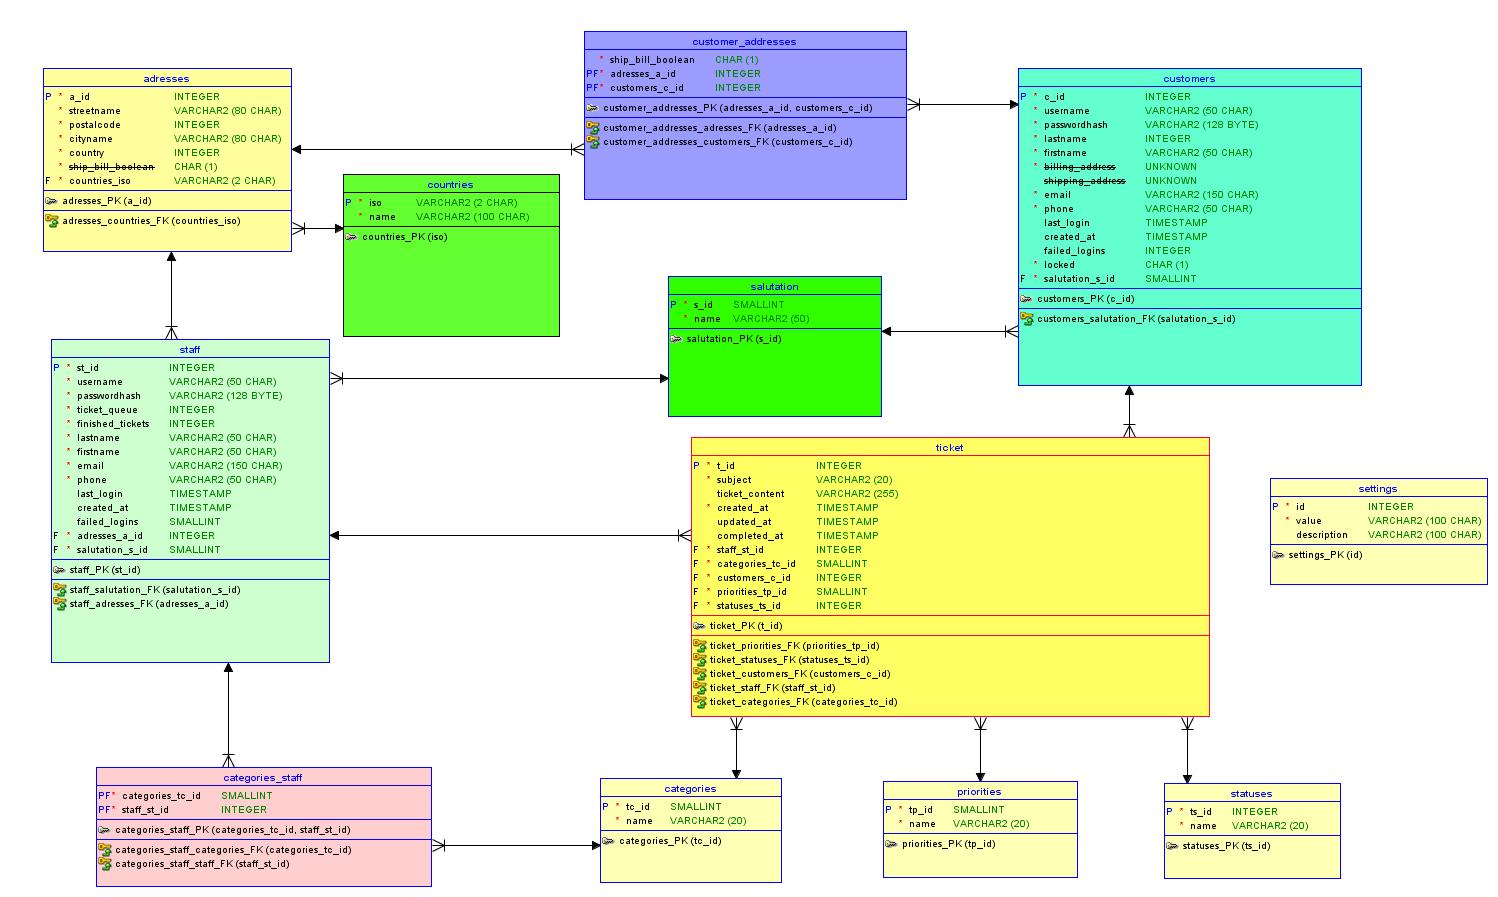 adresses
P * a_id INTEGER
* streetname VARCHAR2 (80 CHAR)
* postalcode INTEGER
* cityname VARCHAR2 (80 CHAR)
* country INTEGER
* ship_bill_boolean CHAR (1)
F * countries_iso VARCHAR2 (2 CHAR)
adresses_PK (a_id)
adresses_countries_FK (countries_iso)
customer_addresses
* ship_bill_boolean CHAR (1)
PF* adresses_a_id INTEGER
PF* customers_c_id INTEGER
customer_addresses_PK (adresses_a_id, customers_c_id)
customer_addresses_adresses_FK (adresses_a_id)
customer_addresses_customers_FK (customers_c_id)
customers
P * c_id INTEGER
* username VARCHAR2 (50 CHAR)
* passwordhash VARCHAR2 (128 BYTE)
* lastname INTEGER
* firstname VARCHAR2 (50 CHAR)
* billing_address UNKNOWN
shipping_address UNKNOWN
* email VARCHAR2 (150 CHAR)
* phone VARCHAR2 (50 CHAR)
last_login TIMESTAMP
created_at TIMESTAMP
failed_logins INTEGER
* locked CHAR (1)
F * salutation_s_id SMALLINT
customers_PK (c_id)
customers_salutation_FK (salutation_s_id)
countries
P * iso VARCHAR2 (2 CHAR)
* name VARCHAR2 (100 CHAR)
countries_PK (iso)
salutation
P * s_id SMALLINT
* name VARCHAR2 (50)
salutation_PK (s_id)
staff
P * st_id INTEGER
* username VARCHAR2 (50 CHAR)
* passwordhash VARCHAR2 (128 BYTE)
* ticket_queue INTEGER
* finished_tickets INTEGER
* lastname VARCHAR2 (50 CHAR)
* firstname VARCHAR2 (50 CHAR)
* email VARCHAR2 (150 CHAR)
* phone VARCHAR2 (50 CHAR)
last_login TIMESTAMP
created_at TIMESTAMP
failed_logins SMALLINT
F * adresses_a_id INTEGER
F * salutation_s_id SMALLINT
staff_PK (st_id)
staff_salutation_FK (salutation_s_id)
staff_adresses_FK (adresses_a_id)
ticket
P * t_id INTEGER
* subject VARCHAR2 (20)
ticket_content VARCHAR2 (255)
* created_at TIMESTAMP
updated_at TIMESTAMP
completed_at TIMESTAMP
F * staff_st_id INTEGER
F * categories_tc_id SMALLINT
F * customers_c_id INTEGER
F * priorities_tp_id SMALLINT
F * statuses_ts_id INTEGER
ticket_PK (t_id)
ticket_priorities_FK (priorities_tp_id)
ticket_statuses_FK (statuses_ts_id)
ticket_customers_FK (customers_c_id)
ticket_staff_FK (staff_st_id)
ticket_categories_FK (categories_tc_id)
settings
P * id INTEGER
* value VARCHAR2 (100 CHAR)
description VARCHAR2 (100 CHAR)
settings_PK (id)
categories_staff
PF* categories_tc_id SMALLINT
PF* staff_st_id INTEGER
categories_staff_PK (categories_tc_id, staff_st_id)
categories_staff_categories_FK (categories_tc_id)
categories_staff_staff_FK (staff_st_id)
categories
P * tc_id SMALLINT
* name VARCHAR2 (20)
categories_PK (tc_id)
priorities
P * tp_id SMALLINT
* name VARCHAR2 (20)
priorities_PK (tp_id)
statuses
P * ts_id INTEGER
* name VARCHAR2 (20)
statuses_PK (ts_id)